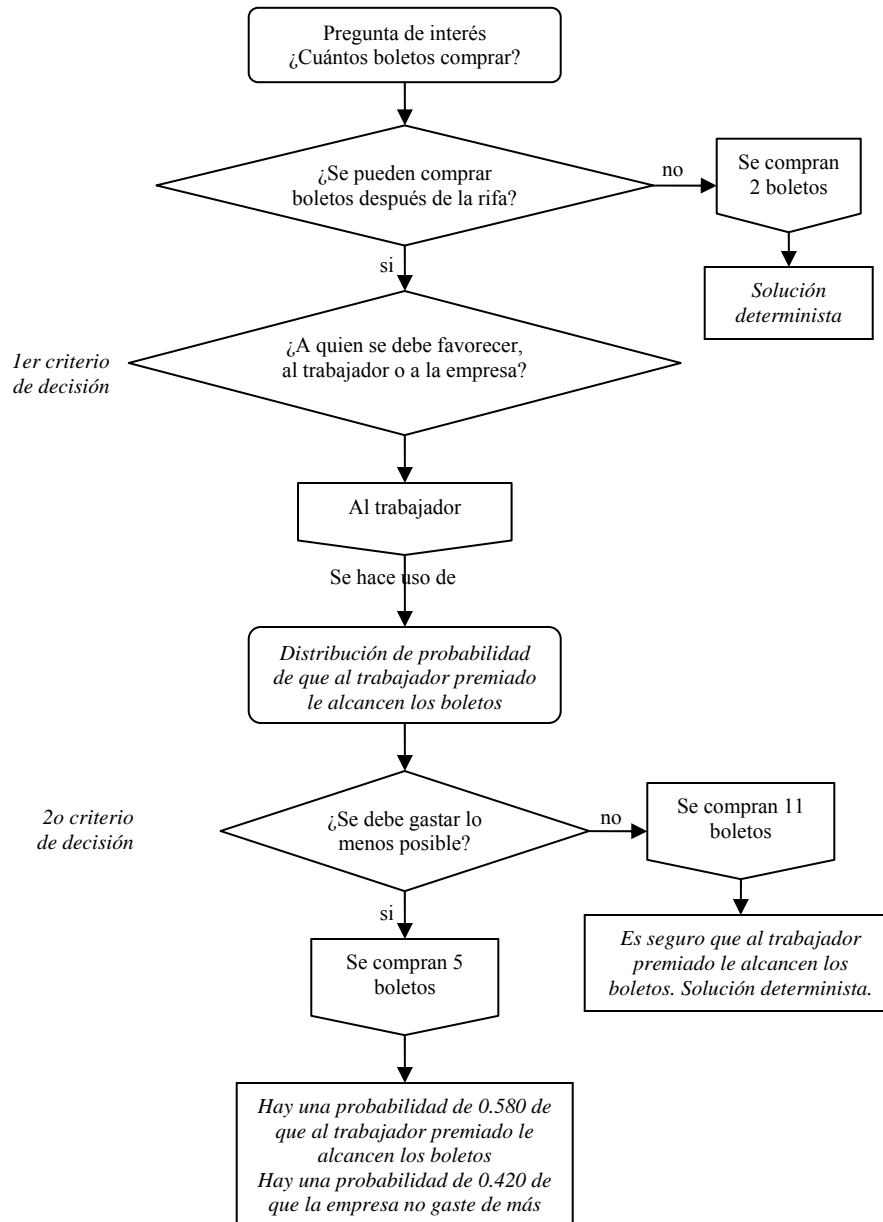 Pregunta de interés
¿Cuántos boletos comprar?
¿Se pueden comprar
boletos después de la rifa?
no
Se compran
2 boletos
si
Solución
determinista
1er criterio
de decisión
¿A quien se debe favorecer,
al trabajador o a la empresa?
Al trabajador
Se hace uso de
Distribución de probabilidad
de que al trabajador premiado
le alcancen los boletos
2o criterio
de decisión
¿Se debe gastar lo
menos posible?
no
Se compran 11
boletos
si
Es seguro que al trabajador
premiado le alcancen los
boletos. Solución determinista.
Se compran 5
boletos
Hay una probabilidad de 0.580 de
que al trabajador premiado le
alcancen los boletos
Hay una probabilidad de 0.420 de
que la empresa no gaste de más